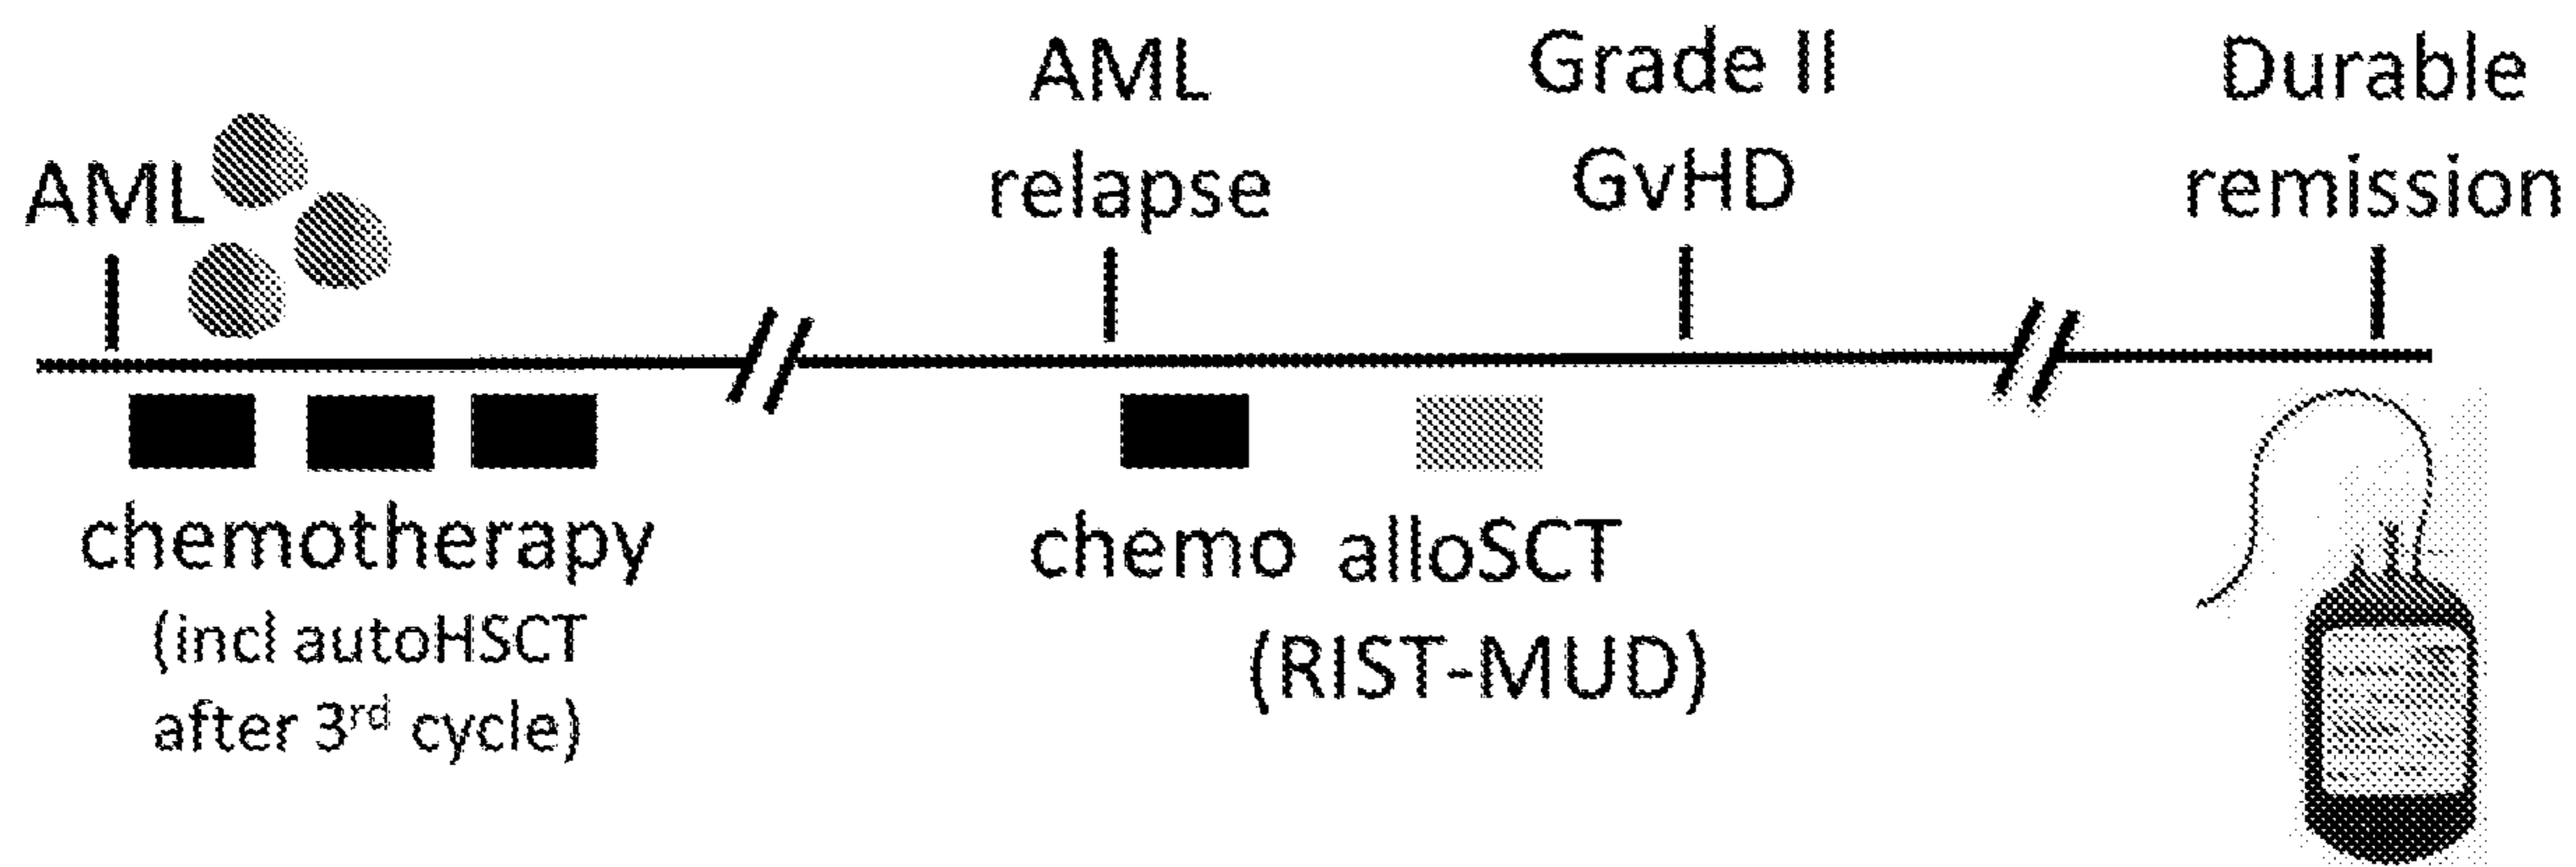 AML
AML
relapse
Grade II
GvHD
Durable
remission
chemotherapy
(incl autoHSCT
after 3rd cycle)
chemo alloSCT
(RIST-MUD)